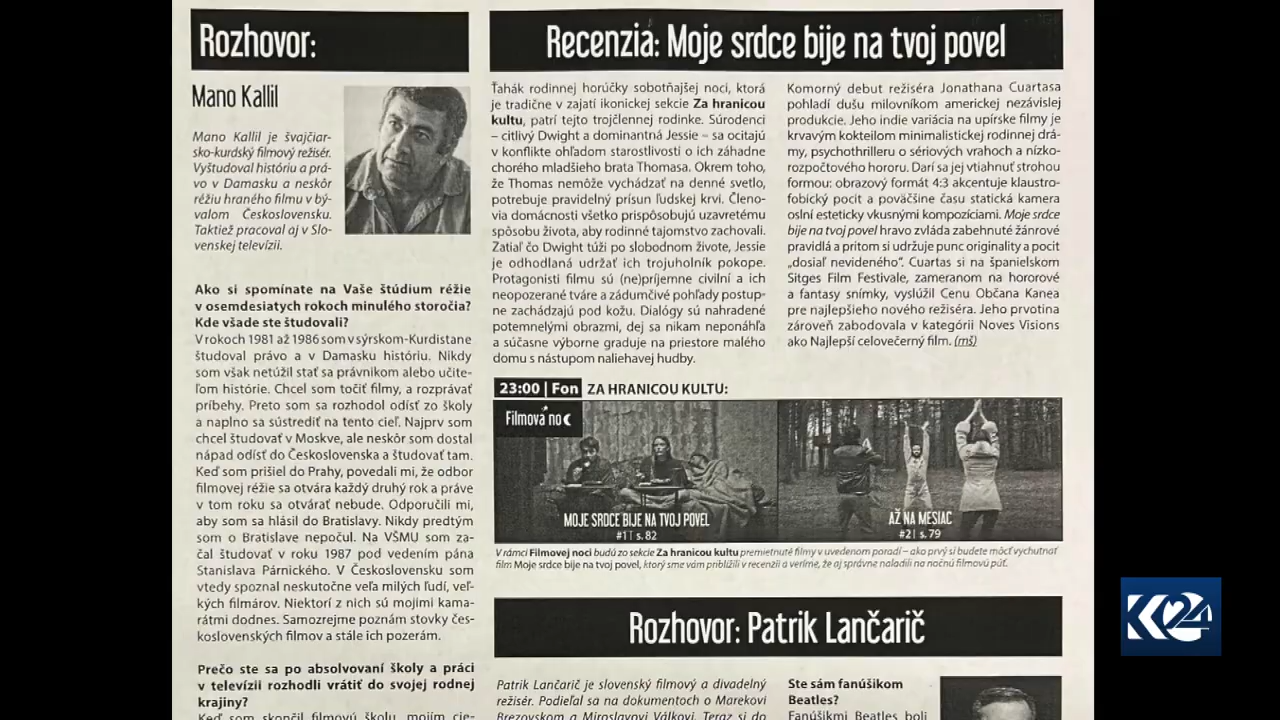 Rozhovor:
Mano Kallil
Mano Kallil je švajčiar-
sko-kurdský filmový režisér.
Vyštudoval históriu a prá-
vo v Damasku a neskôr
réžiu hraného filmu v bý-
valom Československu.
Taktiež pracoval aj v Slo-
venskej televízii.
Ako si spomínate na Vaše štúdium réžie
v osemdesiatych rokoch minulého storočia?
Kde všade ste študovali?
V rokoch 1981 až 1986 som v sýrskom-Kurdistane
študoval právo a v Damasku históriu. Nikdy
som však netúžil stať sa právnikom alebo učite-
ľom histórie. Chcel som točiť filmy, a rozprávať
príbehy. Preto som sa rozhodol odísť zo školy
a naplno sa sústrediť na tento cieľ. Najprv som
chcel študovať v Moskve, ale neskôr som dostal
nápad odísť do Československa a študovať tam.
Keď som prišiel do Prahy, povedali mi, že odbor
filmovej réžie sa otvára každý druhý rok a práve
v tom roku sa otvárať nebude. Odporučili mi,
aby som sa hlásil do Bratislavy. Nikdy predtým
som o Bratislave nepočul. Na VŠMU som za-
čal študovať v roku 1987 pod vedením pána
Stanislava Párnického. V Československu som
vtedy spoznal neskutočne veľa milých ľudí, veľ-
kých filmárov. Niektorí z nich sú mojimi kama-
rátmi dodnes. Samozrejme poznám stovky čes-
koslovenských filmov a stále ich pozerám.
Prečo ste sa po absolvovaní školy a práci
v televízii rozhodli vrátiť do svojej rodnej
krajiny?
Keď som skončil filmovú školu, mojím cie-
Recenzia: Moje srdce bije na tvoj povel
Ťahák rodinnej horúčky sobotňajšej noci, ktorá
je tradične v zajatí ikonickej sekcie Za hranicou
kultu, patrí tejto trojčlennej rodinke. Súrodenci
– citlivý Dwight a dominantná Jessie – sa ocitajú
v konflikte ohľadom starostlivosti o ich záhadne
chorého mladšieho brata Thomasa. Okrem toho,
že Thomas nemôže vychádzať na denné svetlo,
potrebuje pravidelný prísun ľudskej krvi. Členo-
via domácnosti všetko prispôsobujú uzavretému
spôsobu života, aby rodinné tajomstvo zachovali.
Zatiaľ čo Dwight túži po slobodnom živote, Jessie
je odhodlaná udržať ich trojuholník pokope.
Protagonisti filmu sú (ne)príjemne civilní a ich
neopozerané tváre a zádumčivé pohľady postup-
ne zachádzajú pod kožu. Dialógy sú nahradené
potemnelými obrazmi, dej sa nikam neponáhľa
a súčasne výborne graduje na priestore malého
domu s nástupom naliehavej hudby.
Komorný debut režiséra Jonathana Cuartasa
pohladí dušu milovníkom americkej nezávislej
produkcie. Jeho indie variácia na upírske filmy je
krvavým kokteilom minimalistickej rodinnej drá-
my, psychothrilleru o sériových vrahoch a nízko-
rozpočtového hororu. Darí sa jej vtiahnuť strohou
formou: obrazový formát 4:3 akcentuje klaustro-
fobický pocit a poväčšine času statická kamera
oslní esteticky vkusnými kompozíciami. Moje srdce
bije na tvoj povel hravo zvláda zabehnuté žánrové
pravidlá a pritom si udržuje punc originality a pocit
„dosiaľ nevideného“. Cuartas si na španielskom
Sitges Film Festivale, zameranom na hororové
a fantasy snímky, vyslúžil Cenu Občana Kanea
pre najlepšieho nového režiséra. Jeho prvotina
zároveň zabodovala v kategórii Noves Visions
ako Najlepší celovečerný film. (mš)
23:00 | Fon ZA HRANICOU KULTU:
Filmová no
MOJE SRDCE BIJE NA TVOJ POVEL
#1 | s. 82
AŽ NA MESIAC
#2 | s. 79
V rámci Filmovej noci budú zo sekcie Za hranicou kultu premietnuté filmy v uvedenom poradí – ako prvý si budete môcť vychutnať
film Moje srdce bije na tvoj povel, ktorý sme vám priblížili v recenzii a veríme, že aj správne naladili na nočnú filmovú púť.
Rozhovor: Patrik Lančarič
Patrik Lančarič je slovenský filmový a divadelný
režisér. Podieľal sa na dokumentoch o Marekovi
Brezovskom a Miroslavovi Válkovi. Teraz si do
Ste sám fanúšikom
Beatles?
Fanúšikmi Beatles boli
K24